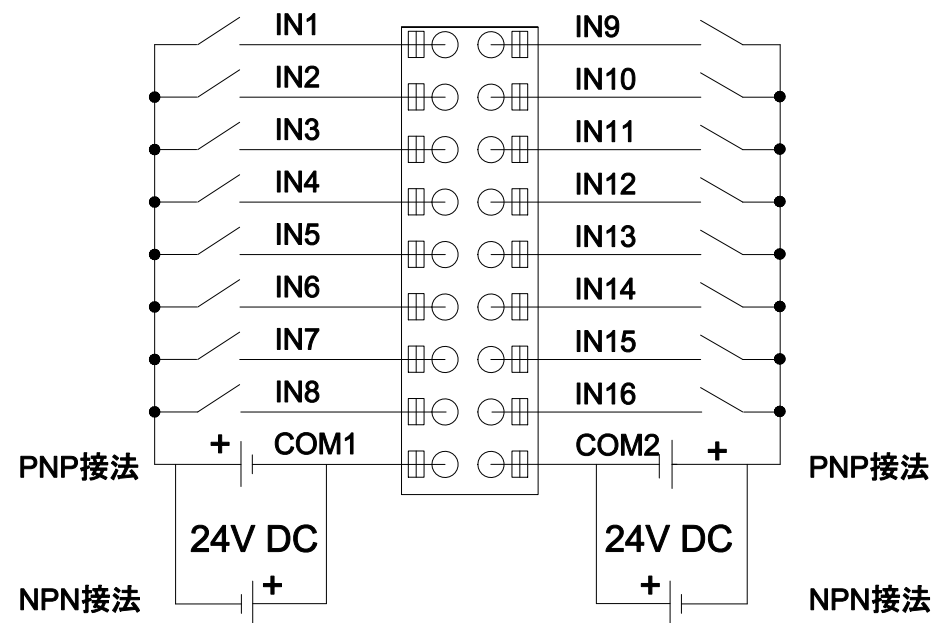 IN1 IN9
IN2 IN10
IN3 IN11
IN4 IN12
IN5 IN13
IN6 IN14
IN7 IN15
IN8 IN16
+ COM1 COM2 +
PNP接法 PNP接法
24V DC 24V DC
+ +
NPN接法 NPN接法